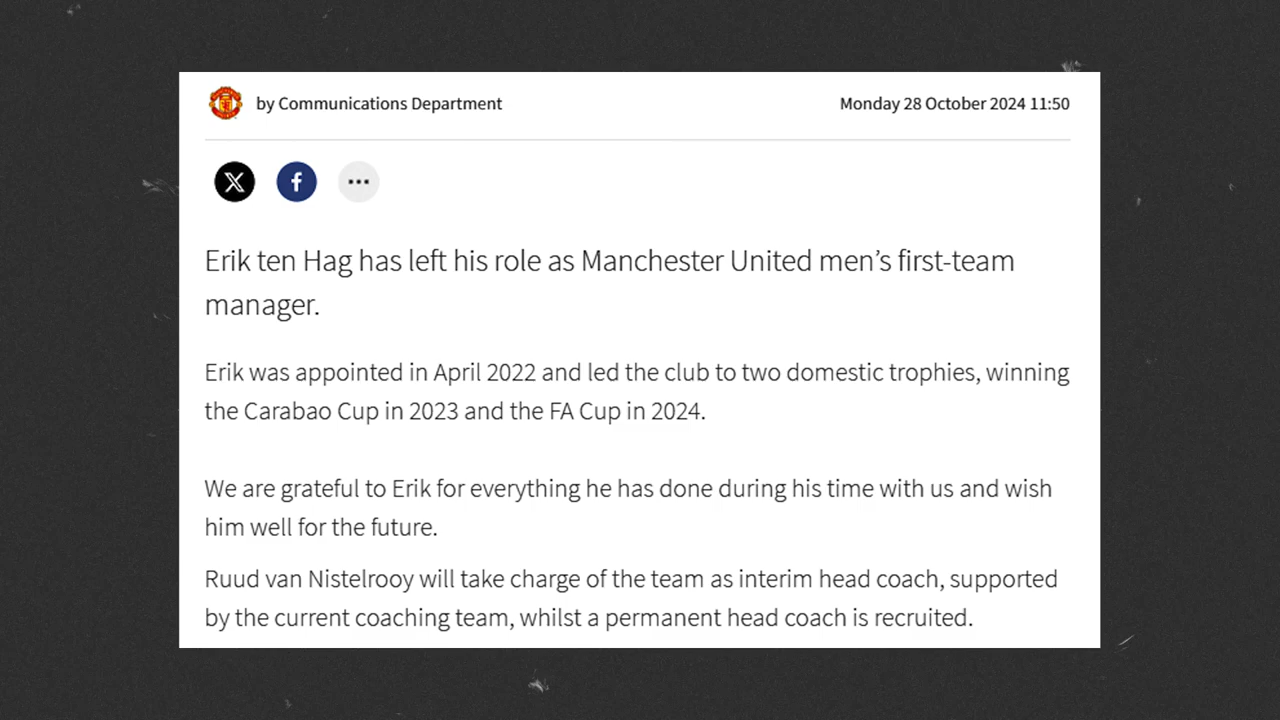 by Communications Department
Monday 28 October 2024 11:50
Erik ten Hag has left his role as Manchester United men’s first-team
manager.
Erik was appointed in April 2022 and led the club to two domestic trophies, winning
the Carabao Cup in 2023 and the FA Cup in 2024.
We are grateful to Erik for everything he has done during his time with us and wish
him well for the future.
Ruud van Nistelrooy will take charge of the team as interim head coach, supported
by the current coaching team, whilst a permanent head coach is recruited.